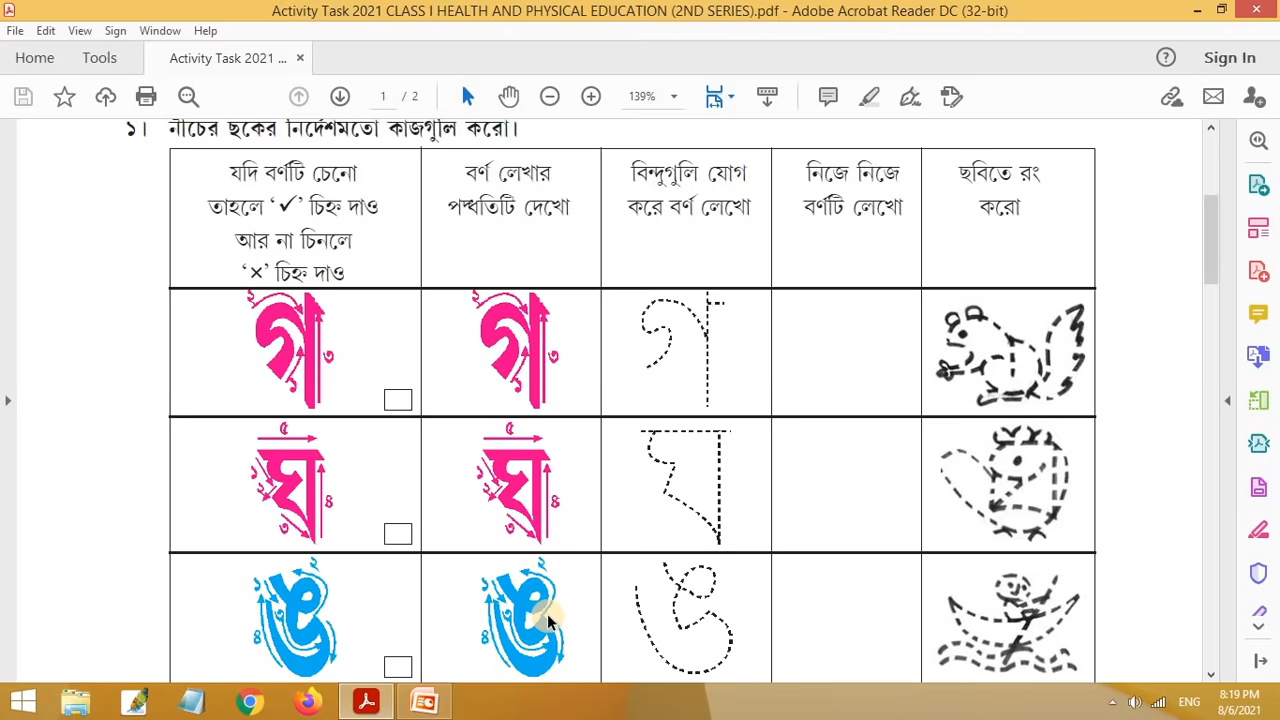 Activity Task 2021 CLASS I HEALTH AND PHYSICAL EDUCATION (2ND SERIES).pdf - Adobe Acrobat Reader DC (32-bit)
File Edit View Sign Window Help
Home Tools Activity Task 2021 ... × Sign In
1 / 2 139%
১। নীচের ছকের নির্দেশমতো কাজগুলি করো।
যদি বর্ণটি চেনো
তাহলে ‘✓’ চিহ্ন দাও
আর না চিনলে
‘×’ চিহ্ন দাও
বর্ণ লেখার
পদ্ধতিটি দেখো
বিন্দুগুলি যোগ
করে বর্ণ লেখো
নিজে নিজে
বর্ণটি লেখো
ছবিতে রং
করো
গ গ গ
ঘ ঘ ঘ
ঙ ঙ ঙ
ENG
8:19 PM
8/6/2021